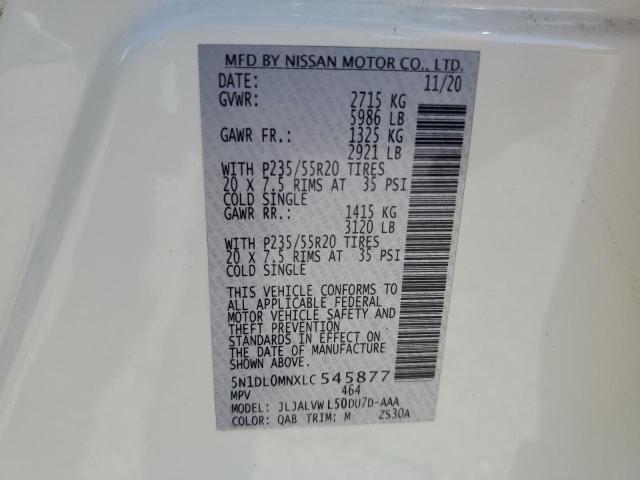 MFD BY NISSAN MOTOR CO., LTD.
DATE: 11/20
GVWR: 2715 KG
5986 LB
GAWR FR.: 1325 KG
2921 LB
WITH P235/55R20 TIRES
20 X 7.5 RIMS AT 35 PSI
COLD SINGLE
GAWR RR.: 1415 KG
3120 LB
WITH P235/55R20 TIRES
20 X 7.5 RIMS AT 35 PSI
COLD SINGLE
THIS VEHICLE CONFORMS TO
ALL APPLICABLE FEDERAL
MOTOR VEHICLE SAFETY AND
THEFT PREVENTION
STANDARDS IN EFFECT ON
THE DATE OF MANUFACTURE
SHOWN ABOVE.
5N1DL0MNXLC545877
MPV 464
MODEL: JLJALVWL50DU7D-AAA
COLOR: QAB TRIM: M ZS30A